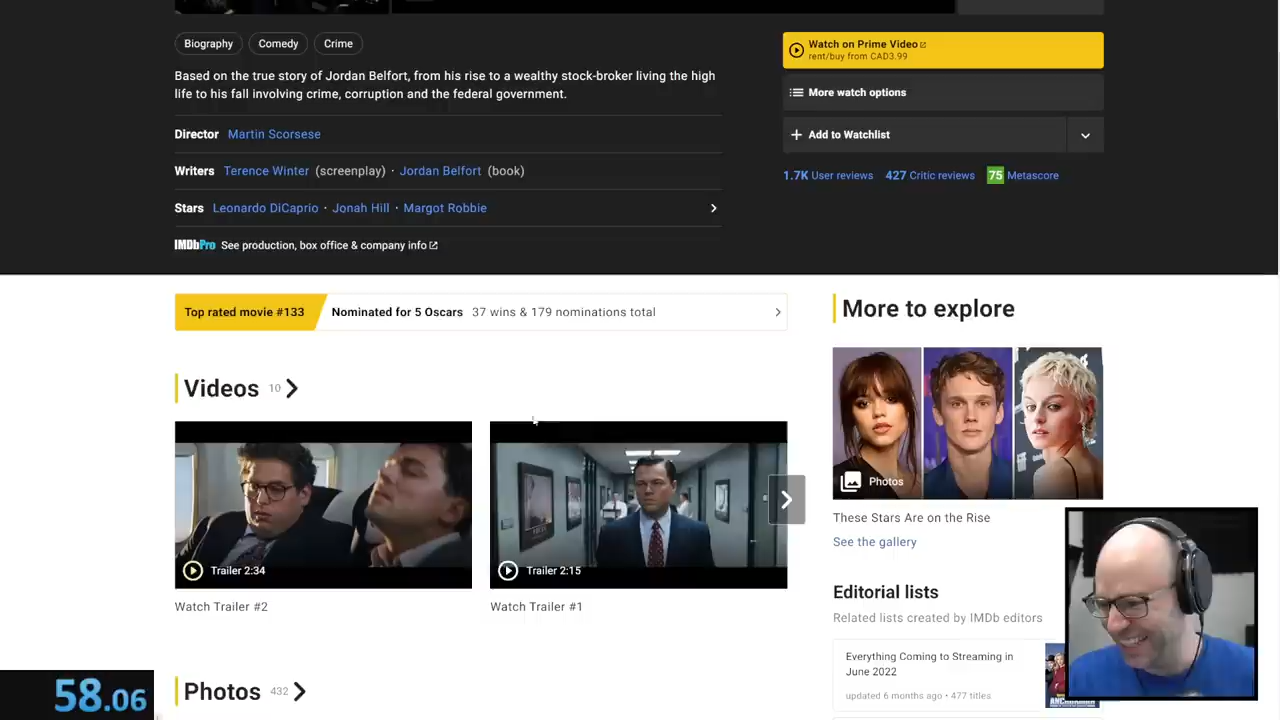 Biography
Comedy
Crime
Based on the true story of Jordan Belfort, from his rise to a wealthy stock-broker living the high
life to his fall involving crime, corruption and the federal government.
Director Martin Scorsese
Writers Terence Winter (screenplay) · Jordan Belfort (book)
Stars Leonardo DiCaprio · Jonah Hill · Margot Robbie
IMDbPro See production, box office & company info
Watch on Prime Video
rent/buy from CAD3.99
More watch options
+ Add to Watchlist
1.7K User reviews 427 Critic reviews 75 Metascore
Top rated movie #133 Nominated for 5 Oscars 37 wins & 179 nominations total
Videos 10
Trailer 2:34
Trailer 2:15
Watch Trailer #2
Watch Trailer #1
Photos 432
More to explore
Photos
These Stars Are on the Rise
See the gallery
Editorial lists
Related lists created by IMDb editors
Everything Coming to Streaming in
June 2022
updated 6 months ago • 477 titles
58.06